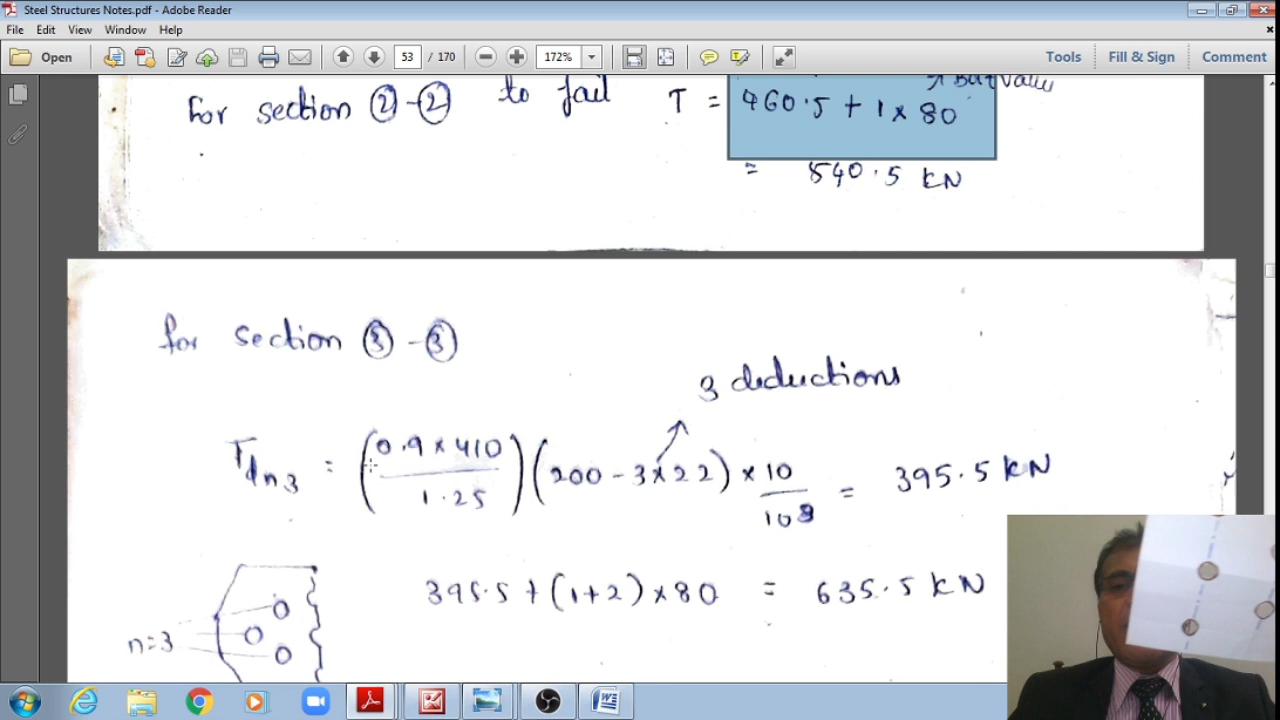 Steel Structures Notes.pdf - Adobe Reader
File Edit View Window Help
Open 53 / 170 172% Tools Fill & Sign Comment
Bolt Value
For section ②-② to fail T = 460.5 + 1 x 80
= 540.5 KN
for section ③-③
3 deductions
Tdn3 = (0.9 x 410 / 1.25) (200 - 3x22) x 10 / 10³ = 395.5 KN
395.5 + (1+2) x 80 = 635.5 KN
n=3